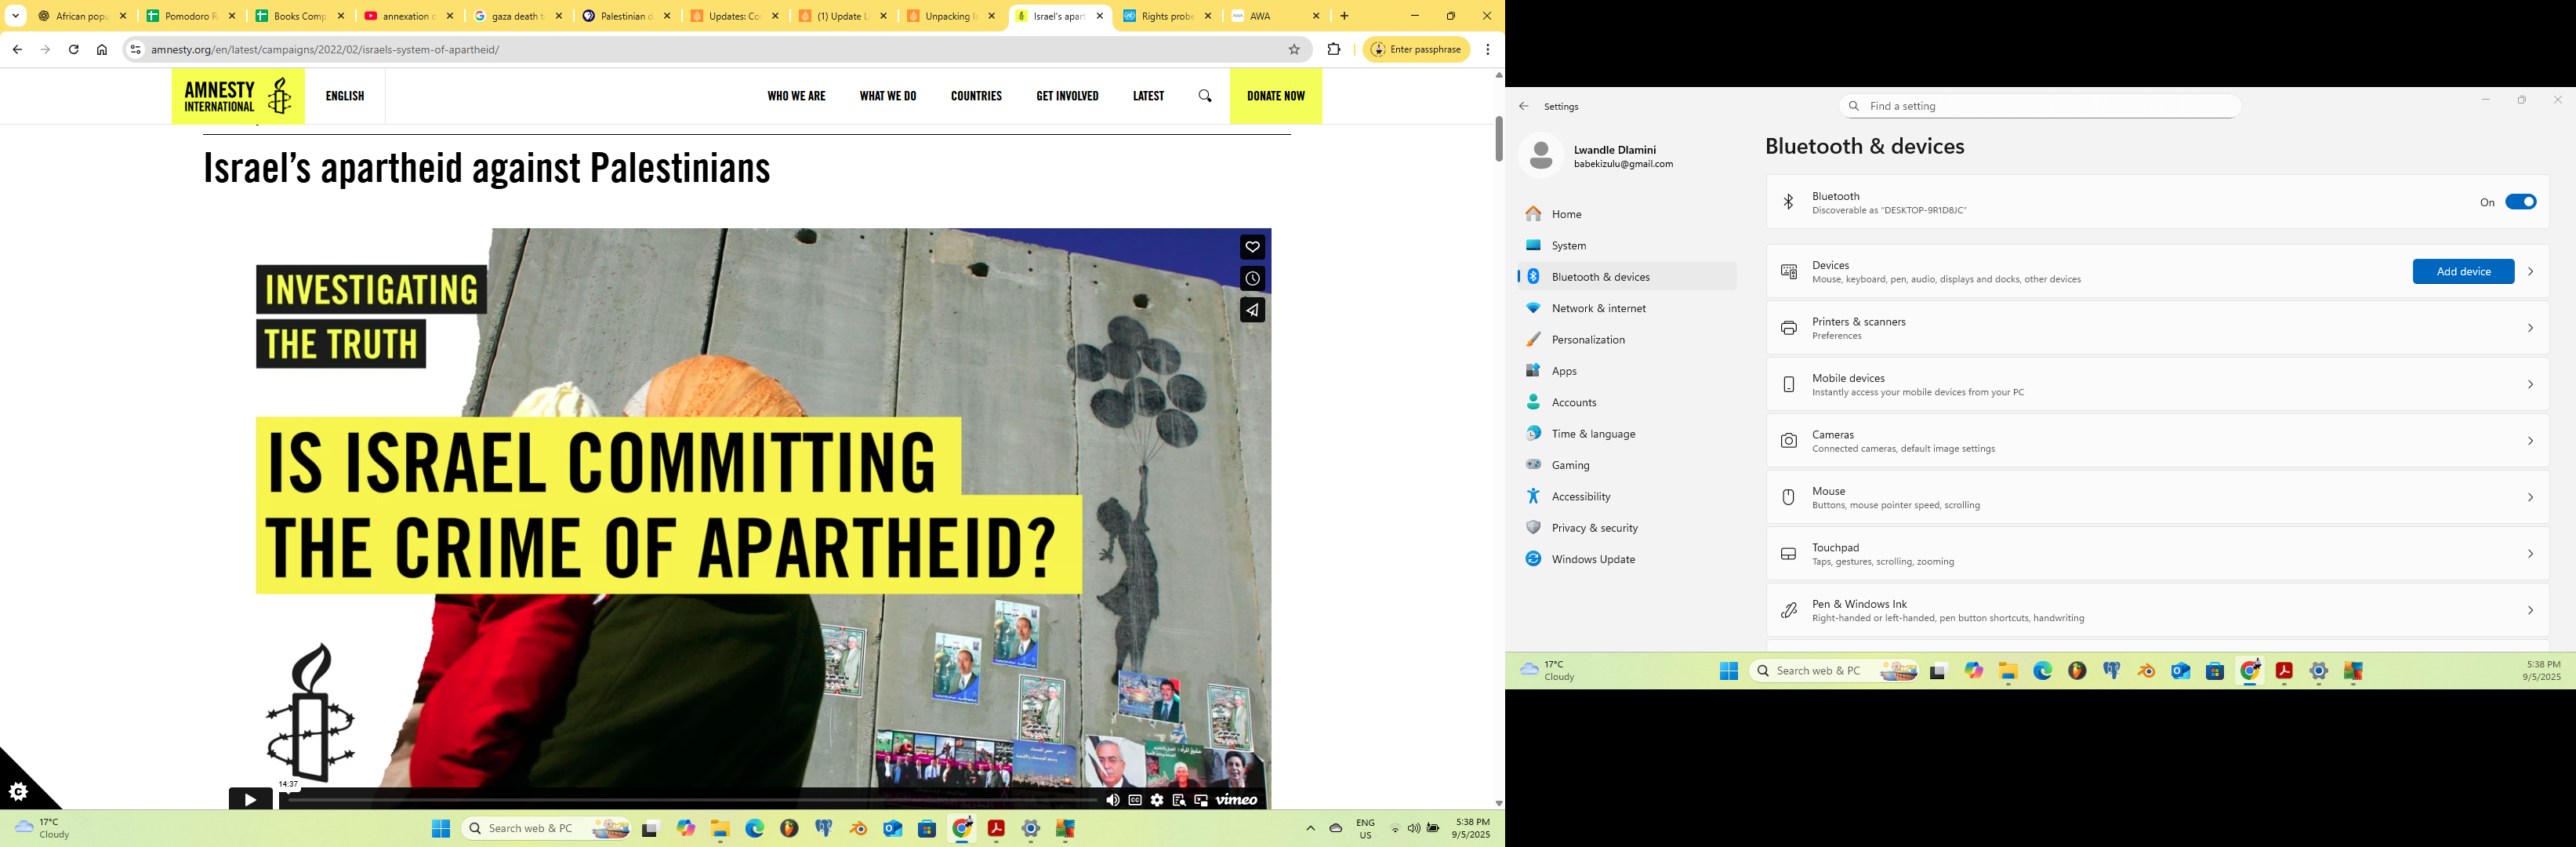 African popu
Pomodoro R
Books Comp
annexation o
gaza death t
Palestinian d
Updates: Co
(1) Update L
Unpacking Is
Israel's apart
Rights probe
AWA
amnesty.org/en/latest/campaigns/2022/02/israels-system-of-apartheid/
Enter passphrase
AMNESTY
INTERNATIONAL
ENGLISH
WHO WE ARE
WHAT WE DO
COUNTRIES
GET INVOLVED
LATEST
DONATE NOW
Israel's apartheid against Palestinians
INVESTIGATING
THE TRUTH
IS ISRAEL COMMITTING
THE CRIME OF APARTHEID?
14:37
CC
vimeo
17°C
Cloudy
Search web & PC
ENG
US
5:38 PM
9/5/2025
Settings
Find a setting
Lwandle Dlamini
babekizulu@gmail.com
Home
System
Bluetooth & devices
Network & internet
Personalization
Apps
Accounts
Time & language
Gaming
Accessibility
Privacy & security
Windows Update
Bluetooth & devices
Bluetooth
Discoverable as "DESKTOP-9R1D8JC"
On
Devices
Mouse, keyboard, pen, audio, displays and docks, other devices
Add device
Printers & scanners
Preferences
Mobile devices
Instantly access your mobile devices from your PC
Cameras
Connected cameras, default image settings
Mouse
Buttons, mouse pointer speed, scrolling
Touchpad
Taps, gestures, scrolling, zooming
Pen & Windows Ink
Right-handed or left-handed, pen button shortcuts, handwriting
17°C
Cloudy
Search web & PC
5:38 PM
9/5/2025